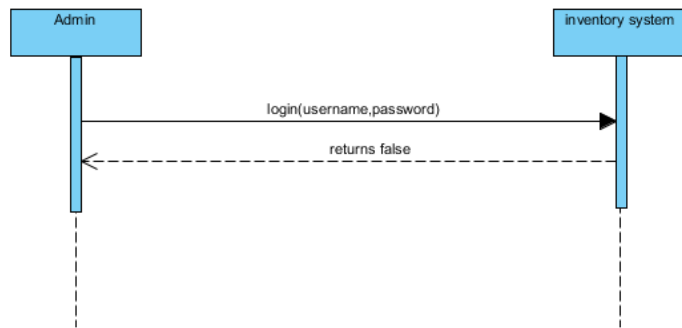 Admin
inventory system
login(username,password)
returns false